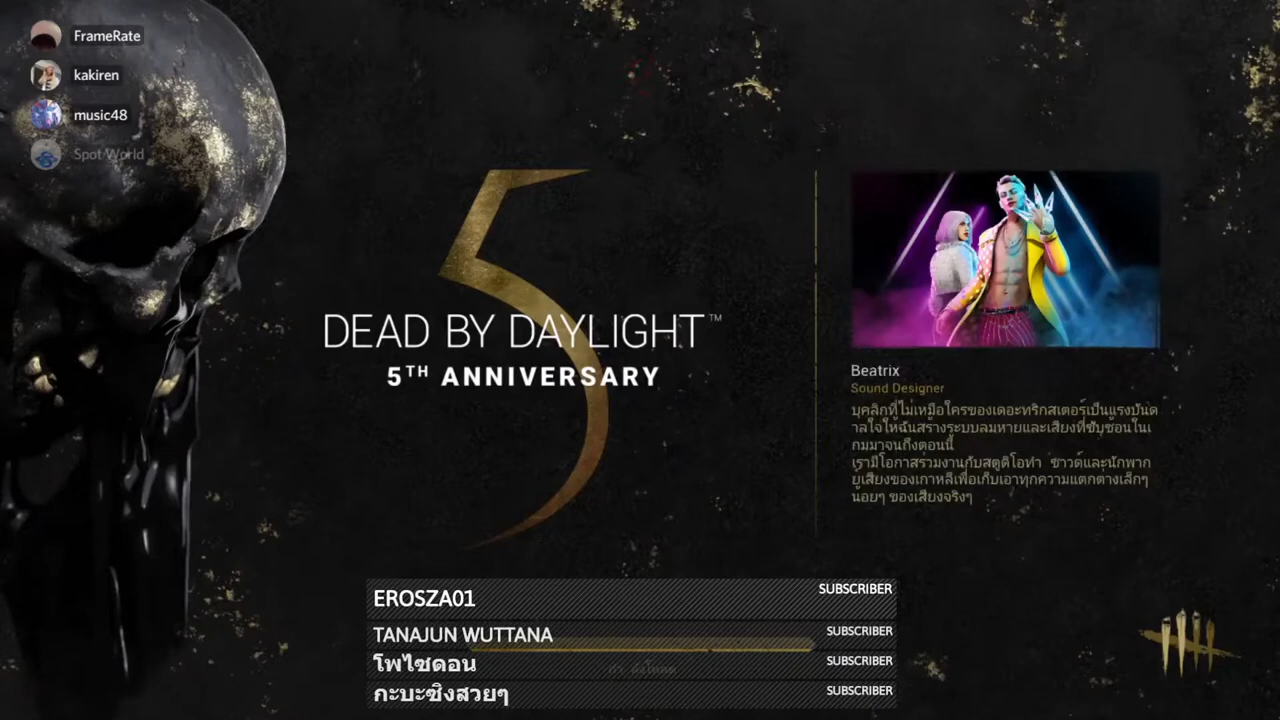 FrameRate
kakiren
music48
Spot World
DEAD BY DAYLIGHT™
5TH ANNIVERSARY
Beatrix
Sound Designer
บุคลิกที่ไม่เหมือใครของเดอะทริกสเตอร์เป็นแรงบันด
าลใจให้ฉันสร้างระบบลมหายและเสียงที่ซับซ้อนในเ
กมมาจนถึงตอนนี้
เรามีโอกาสร่วมงานกับสตูดิโอทำ ซาวด์และนักพาก
ย์เสียงของเกาหลีเพื่อเก็บเอาทุกความแตกต่างเล็กๆ
น้อยๆ ของเสียงจริงๆ
EROSZA01 SUBSCRIBER
TANAJUN WUTTANA SUBSCRIBER
โพไซดอน SUBSCRIBER
กะบะซิ่งสวยๆ SUBSCRIBER